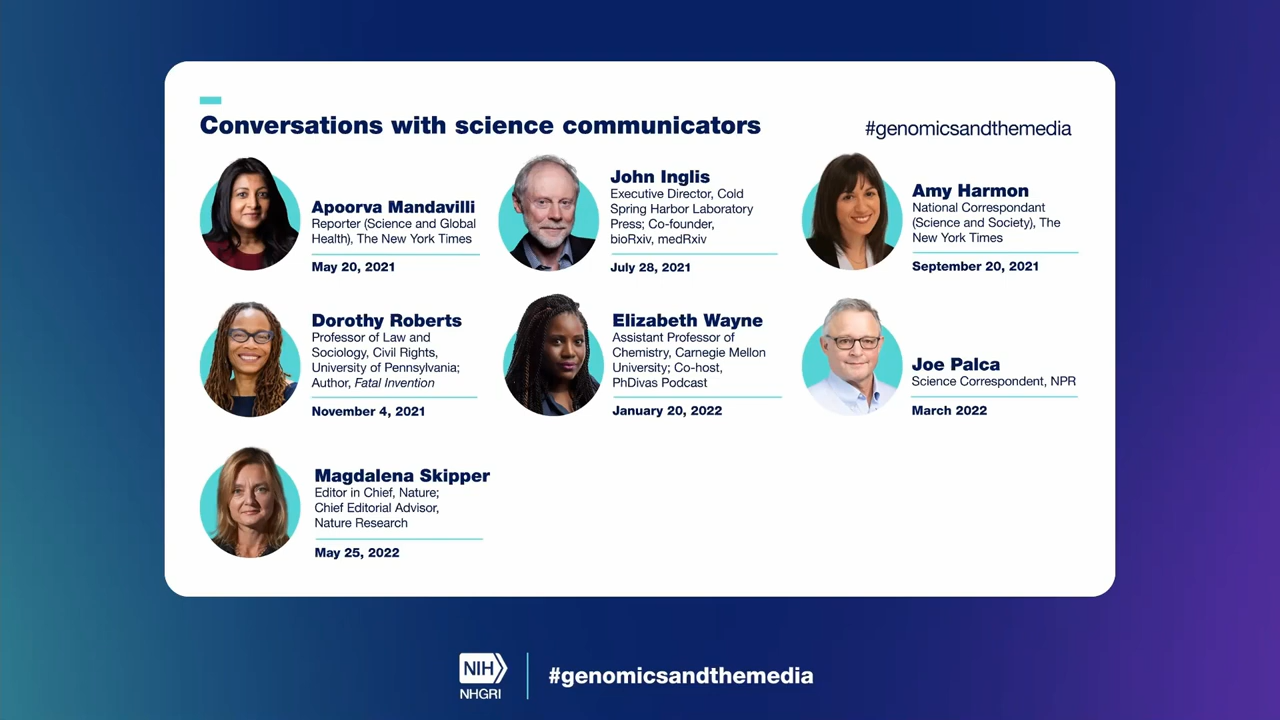 Conversations with science communicators
#genomicsandthemedia
Apoorva Mandavilli
Reporter (Science and Global
Health), The New York Times
May 20, 2021
John Inglis
Executive Director, Cold
Spring Harbor Laboratory
Press; Co-founder,
bioRxiv, medRxiv
July 28, 2021
Amy Harmon
National Correspondant
(Science and Society), The
New York Times
September 20, 2021
Dorothy Roberts
Professor of Law and
Sociology, Civil Rights,
University of Pennsylvania;
Author, Fatal Invention
November 4, 2021
Elizabeth Wayne
Assistant Professor of
Chemistry, Carnegie Mellon
University; Co-host,
PhDivas Podcast
January 20, 2022
Joe Palca
Science Correspondent, NPR
March 2022
Magdalena Skipper
Editor in Chief, Nature;
Chief Editorial Advisor,
Nature Research
May 25, 2022
NIH
NHGRI
#genomicsandthemedia